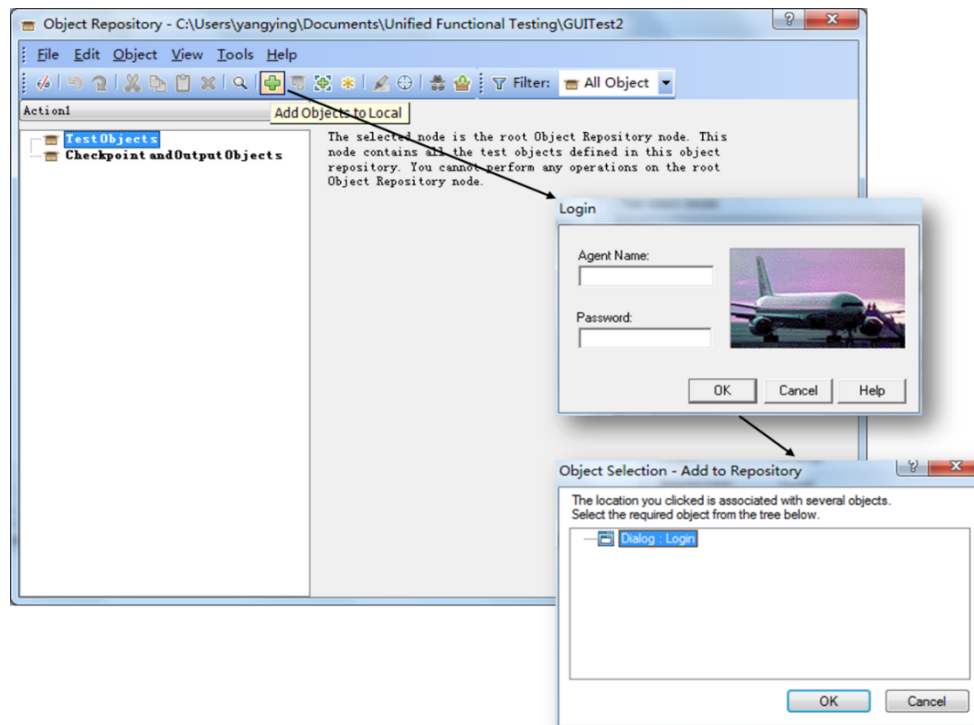 Object Repository - C:\Users\yangying\Documents\Unified Functional Testing\GUITest2
File Edit Object View Tools Help
Filter: All Object
Action1
Add Objects to Local
TestObjects
Checkpoint and Output Objects
The selected node is the root Object Repository node. This
node contains all the test objects defined in this object
repository. You cannot perform any operations on the root
Object Repository node.
Login
Agent Name:
Password:
OK Cancel Help
Object Selection - Add to Repository
The location you clicked is associated with several objects.
Select the required object from the tree below.
Dialog : Login
OK Cancel